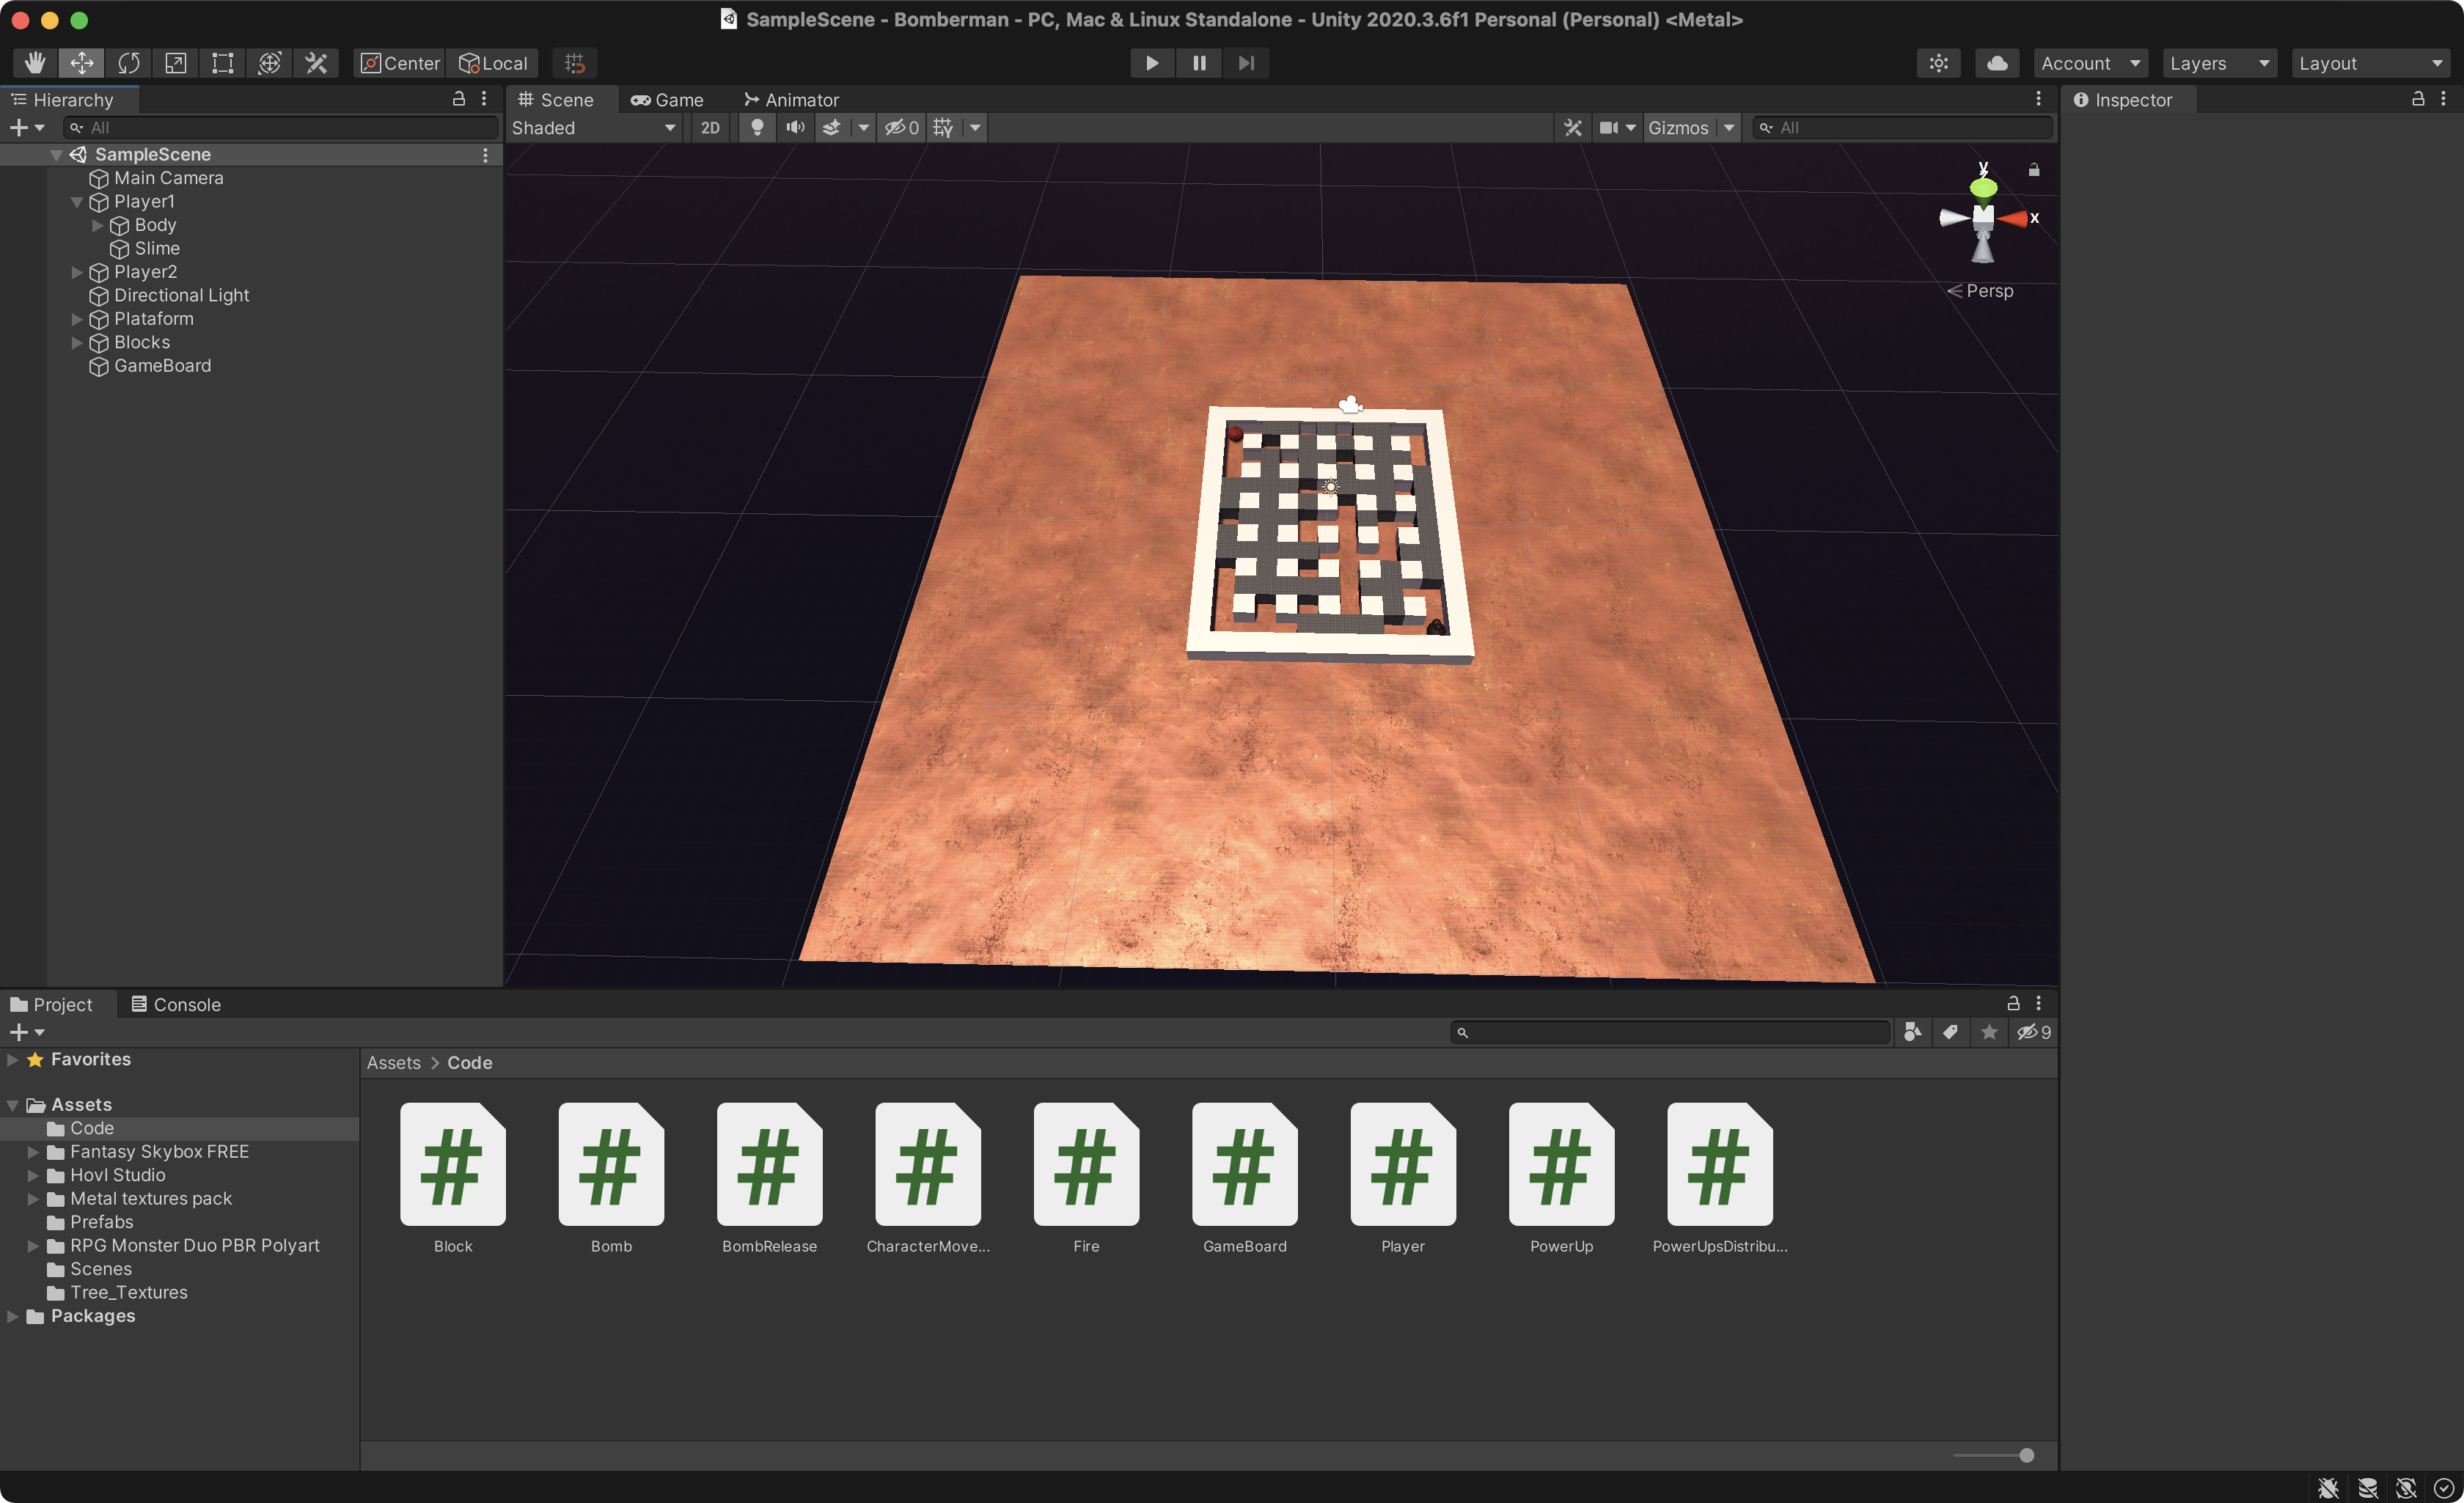 SampleScene - Bomberman - PC, Mac & Linux Standalone - Unity 2020.3.6f1 Personal (Personal) <Metal>
Center Local Account Layers Layout
Hierarchy
All
SampleScene
Main Camera
Player1
Body
Slime
Player2
Directional Light
Plataform
Blocks
GameBoard
Scene Game Animator
Shaded 2D 0 Gizmos All
y
x
Persp
Inspector
Project Console
9
Favorites
Assets
Code
Fantasy Skybox FREE
Hovl Studio
Metal textures pack
Prefabs
RPG Monster Duo PBR Polyart
Scenes
Tree_Textures
Packages
Assets > Code
Block Bomb BombRelease CharacterMove... Fire GameBoard Player PowerUp PowerUpsDistribu...